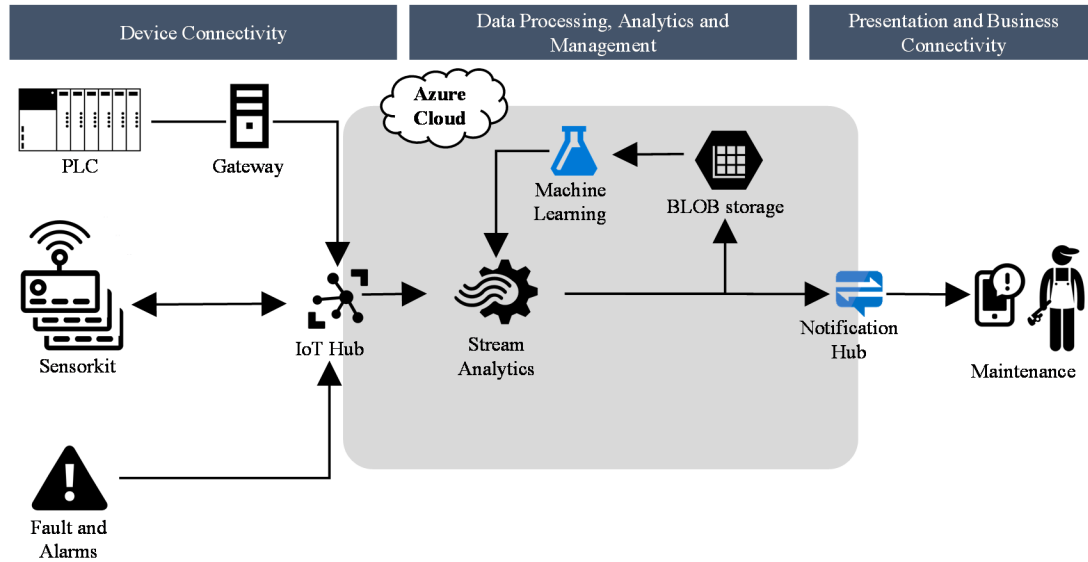 Device Connectivity
Data Processing, Analytics and
Management
Presentation and Business
Connectivity
Azure
Cloud
PLC
Gateway
Machine
Learning
BLOB storage
Sensorkit
IoT Hub
Stream
Analytics
Notification
Hub
Maintenance
Fault and
Alarms